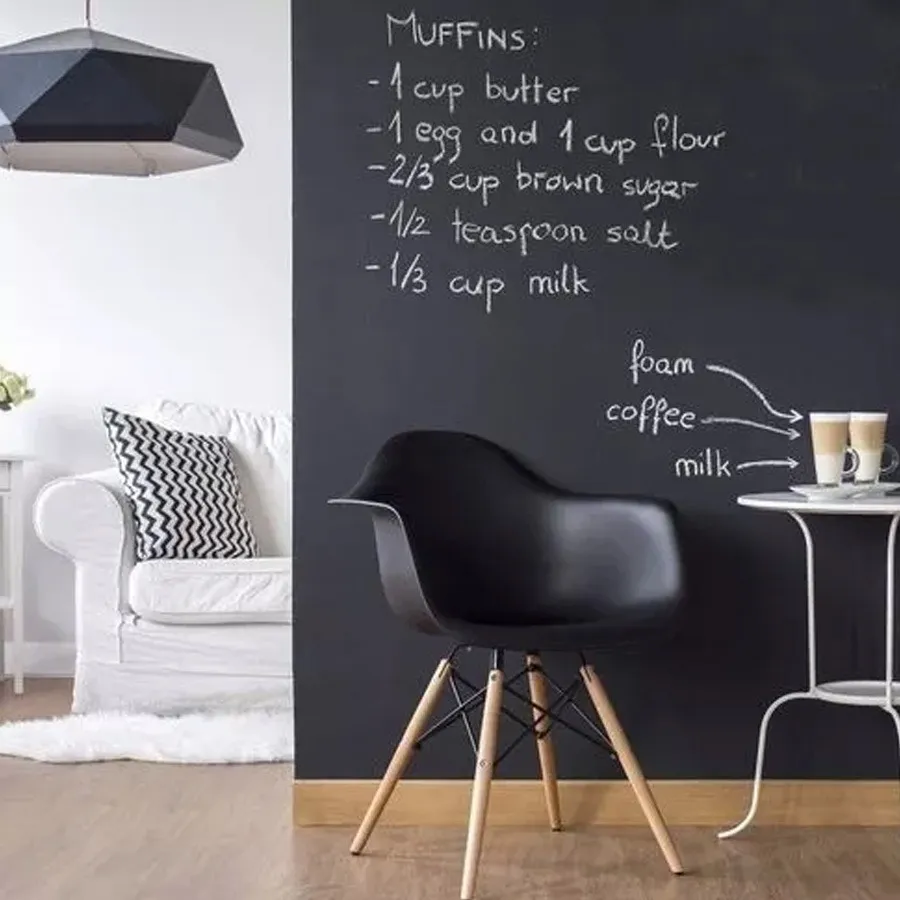 MUFFINS:
-1 cup butter
-1 egg and 1 cup flour
-2/3 cup brown sugar
-1/2 teaspoon salt
-1/3 cup milk
foam
coffee
milk